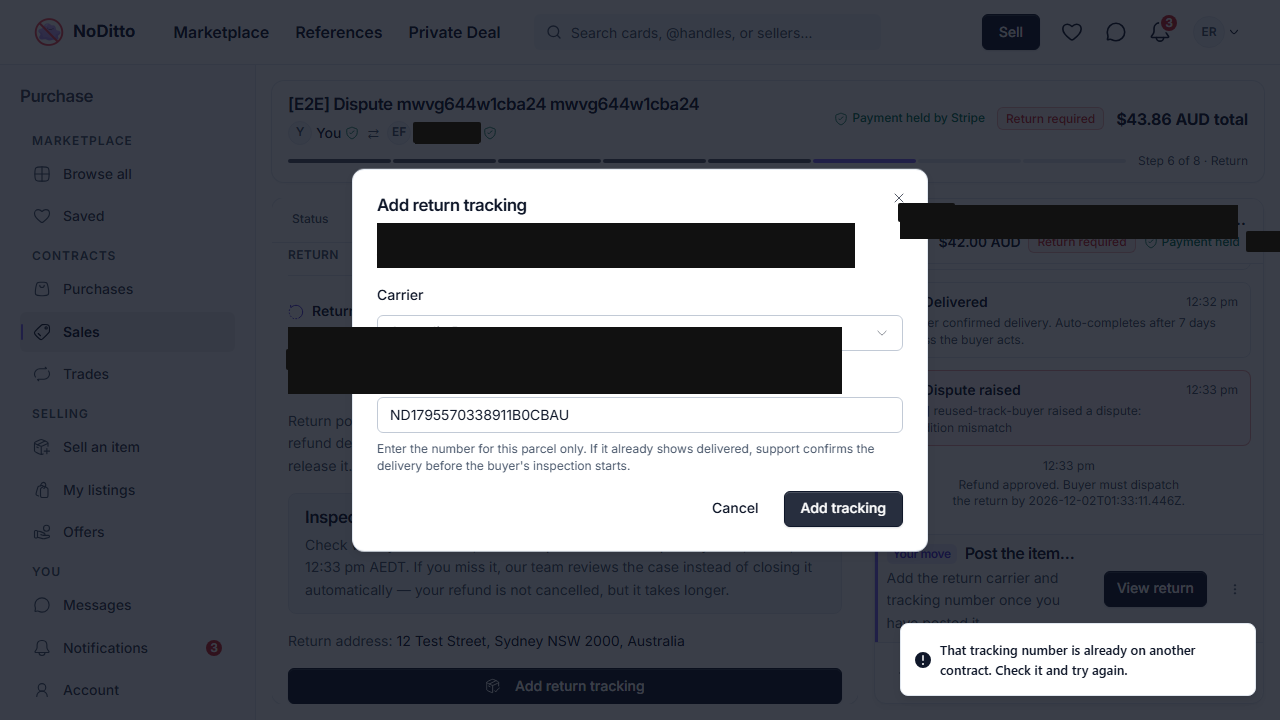 NoDitto
Marketplace
References
Private Deal
Search cards, @handles, or sellers...
Sell
3
ER
Purchase
MARKETPLACE
Browse all
Saved
CONTRACTS
Purchases
Sales
Trades
SELLING
Sell an item
My listings
Offers
YOU
Messages
Notifications
3
Account
[E2E] Dispute mwvg644w1cba24 mwvg644w1cba24
Y You EF
Payment held by Stripe
Return required
$43.86 AUD total
Step 6 of 8 · Return
Status
RETURN
Add return tracking
Carrier
ND1795570338911B0CBAU
Enter the number for this parcel only. If it already shows delivered, support confirms the
delivery before the buyer's inspection starts.
Cancel
Add tracking
Return po
refund de
release it.
Check
12:33 pm AEDT. If you miss it, our team reviews the case instead of closing it
automatically — your refund is not cancelled, but it takes longer.
Return address: 12 Test Street, Sydney NSW 2000, Australia
Add return tracking
$42.00 AUD
Return required
Payment held
Delivered
12:32 pm
er confirmed delivery. Auto-completes after 7 days
s the buyer acts.
Dispute raised
12:33 pm
reused-track-buyer raised a dispute:
dition mismatch
12:33 pm
Refund approved. Buyer must dispatch
the return by 2026-12-02T01:33:11.446Z.
Your move
Post the item...
Add the return carrier and
tracking number once you
have posted it
View return
That tracking number is already on another
contract. Check it and try again.